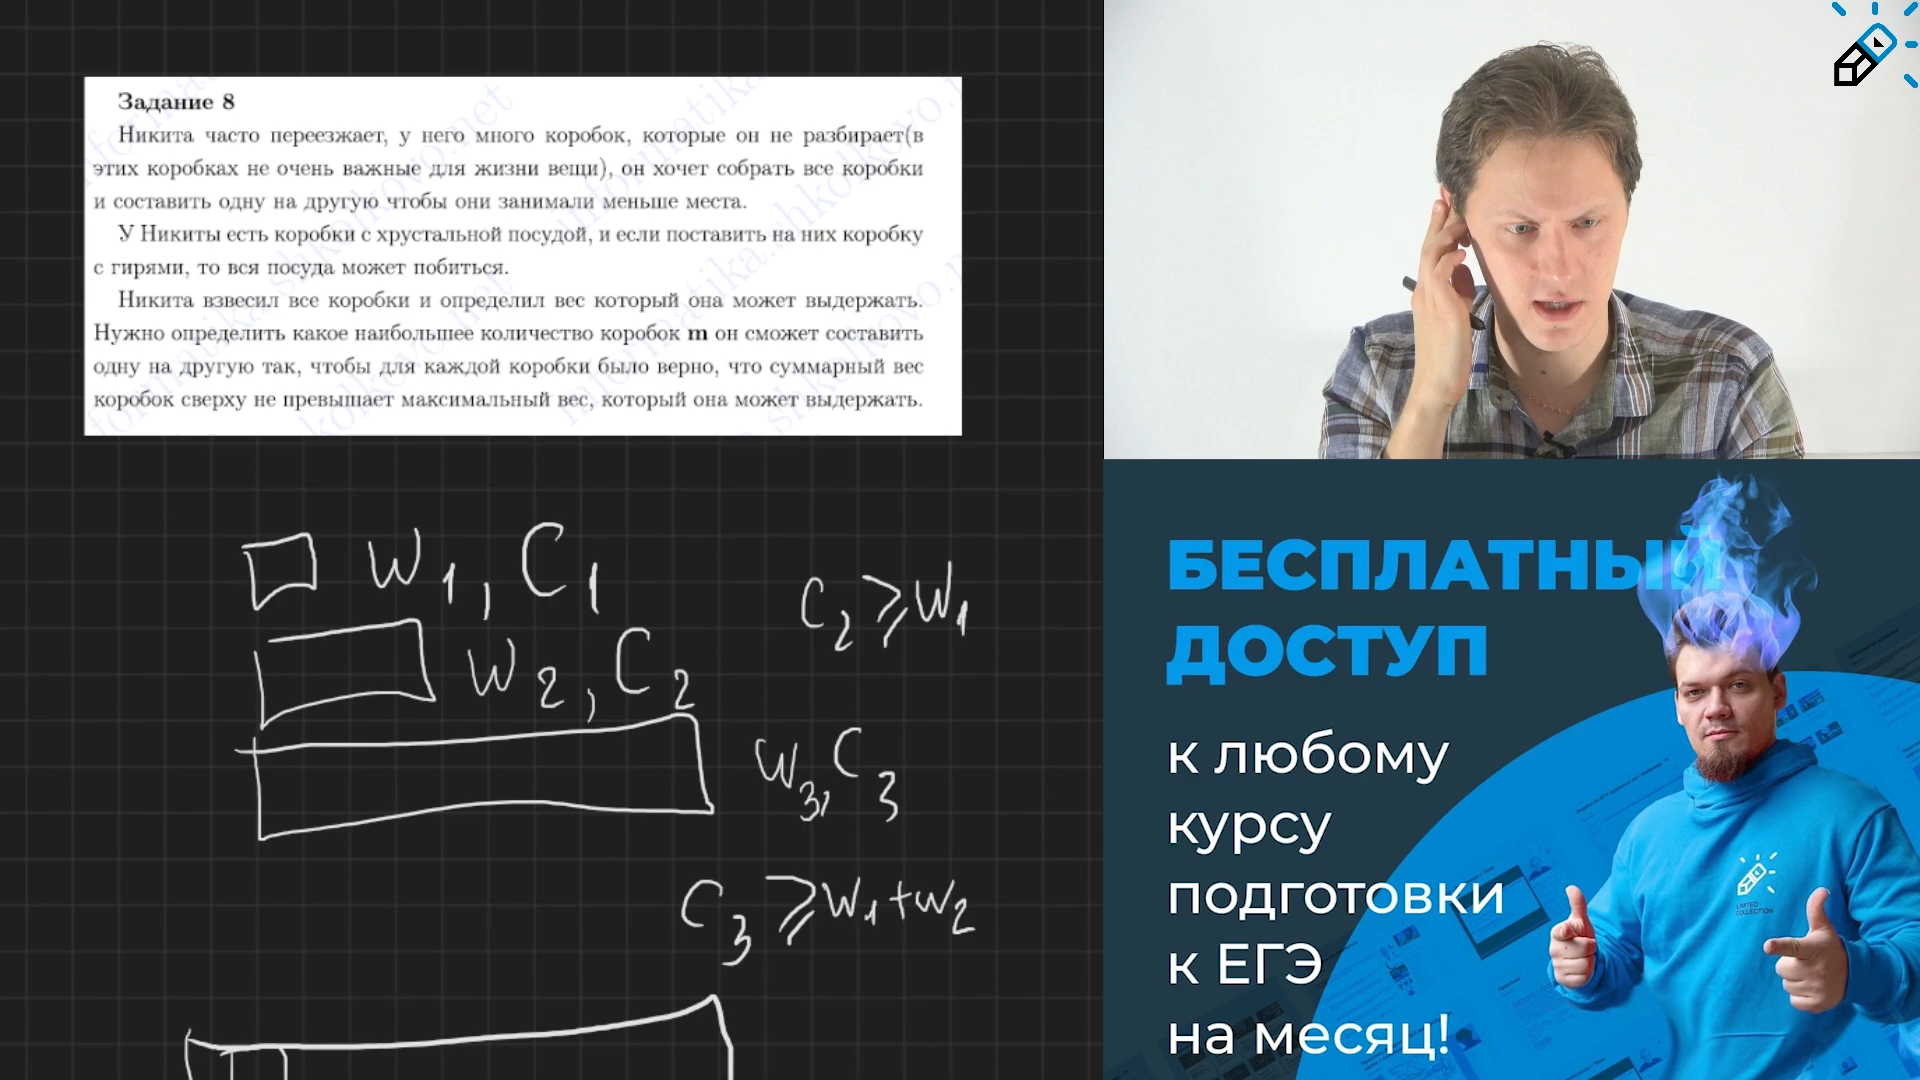 Задание 8
Никита часто переезжает, у него много коробок, которые он не разбирает(в
этих коробках не очень важные для жизни вещи), он хочет собрать все коробки
и составить одну на другую чтобы они занимали меньше места.
У Никиты есть коробки с хрустальной посудой, и если поставить на них коробку
с гирями, то вся посуда может побиться.
Никита взвесил все коробки и определил вес который она может выдержать.
Нужно определить какое наибольшее количество коробок m он сможет составить
одну на другую так, чтобы для каждой коробки было верно, что суммарный вес
коробок сверху не превышает максимальный вес, который она может выдержать.
W1, C1
C2 ⩾ W1
W2, C2
W3, C3
C3 ⩾ W1+W2
БЕСПЛАТНЫЙ
ДОСТУП
к любому
курсу
подготовки
к ЕГЭ
на месяц!
LIMITED
COLLECTION